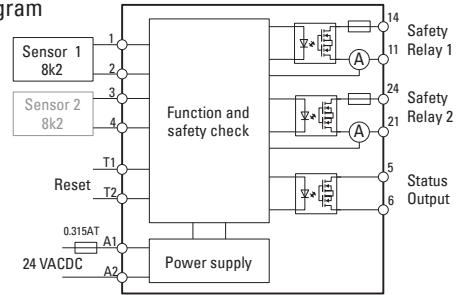 gram
Sensor 1
8k2
Sensor 2
8k2
1
2
3
4
T1
Reset
T2
0.315AT
A1
24 VACDC
A2
Function and
safety check
Power supply
14
Safety
Relay 1
11
A
24
Safety
Relay 2
21
A
5
Status
Output
6